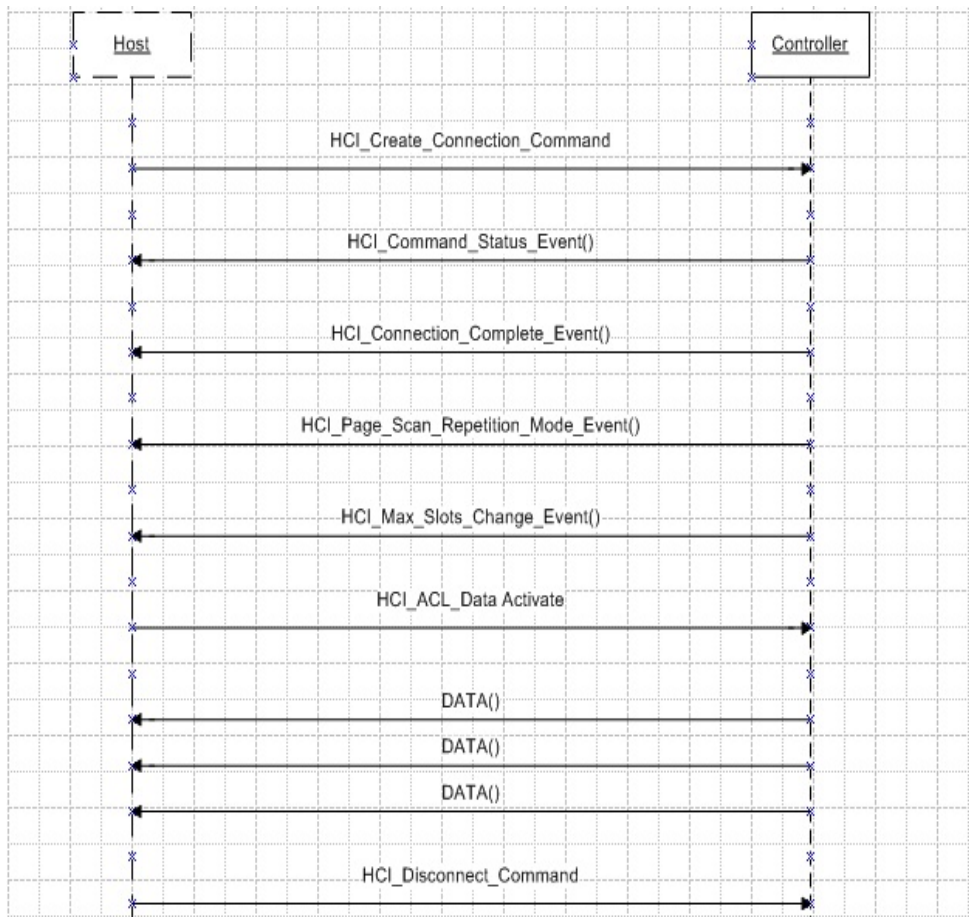 Host
Controller
HCI_Create_Connection_Command
HCI_Command_Status_Event()
HCI_Connection_Complete_Event()
HCI_Page_Scan_Repetition_Mode_Event()
HCI_Max_Slots_Change_Event()
HCI_ACL_Data Activate
DATA()
DATA()
DATA()
HCI_Disconnect_Command